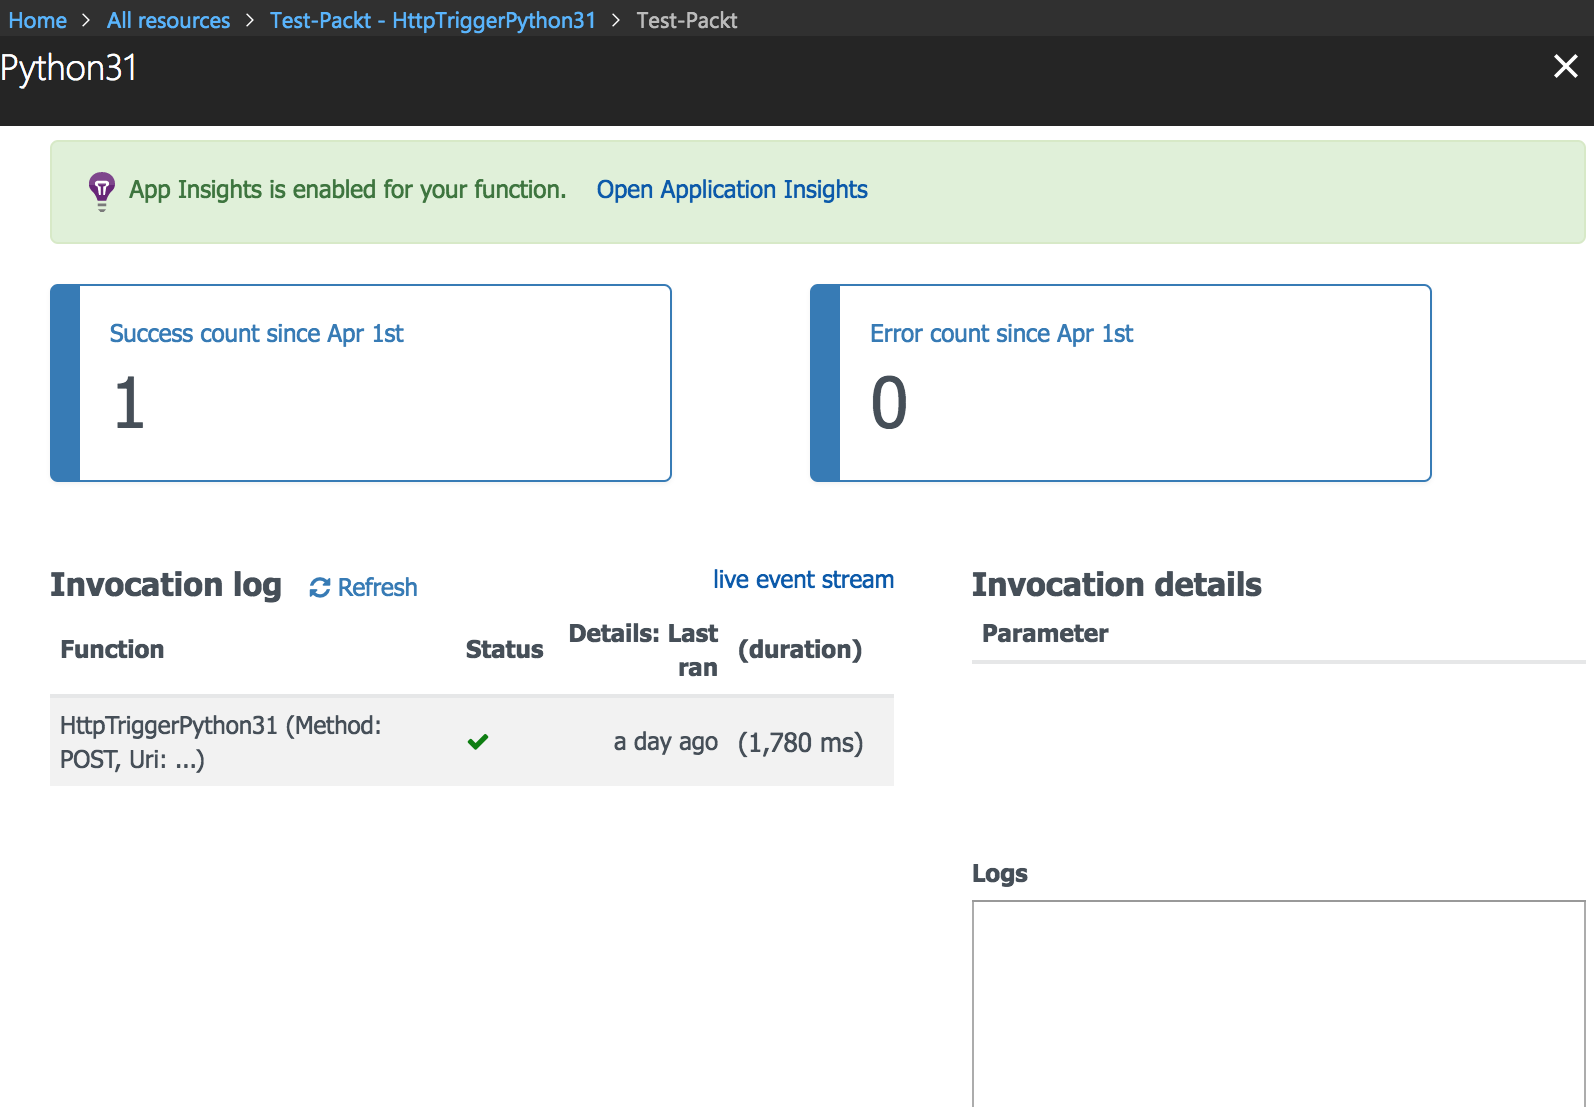 Home > All resources > Test-Packt - HttpTriggerPython31 > Test-Packt
Python31
App Insights is enabled for your function. Open Application Insights
Success count since Apr 1st
1
Error count since Apr 1st
0
Invocation log Refresh live event stream
Function Status Details: Last ran (duration)
HttpTriggerPython31 (Method:
POST, Uri: ...)
a day ago (1,780 ms)
Invocation details
Parameter
Logs